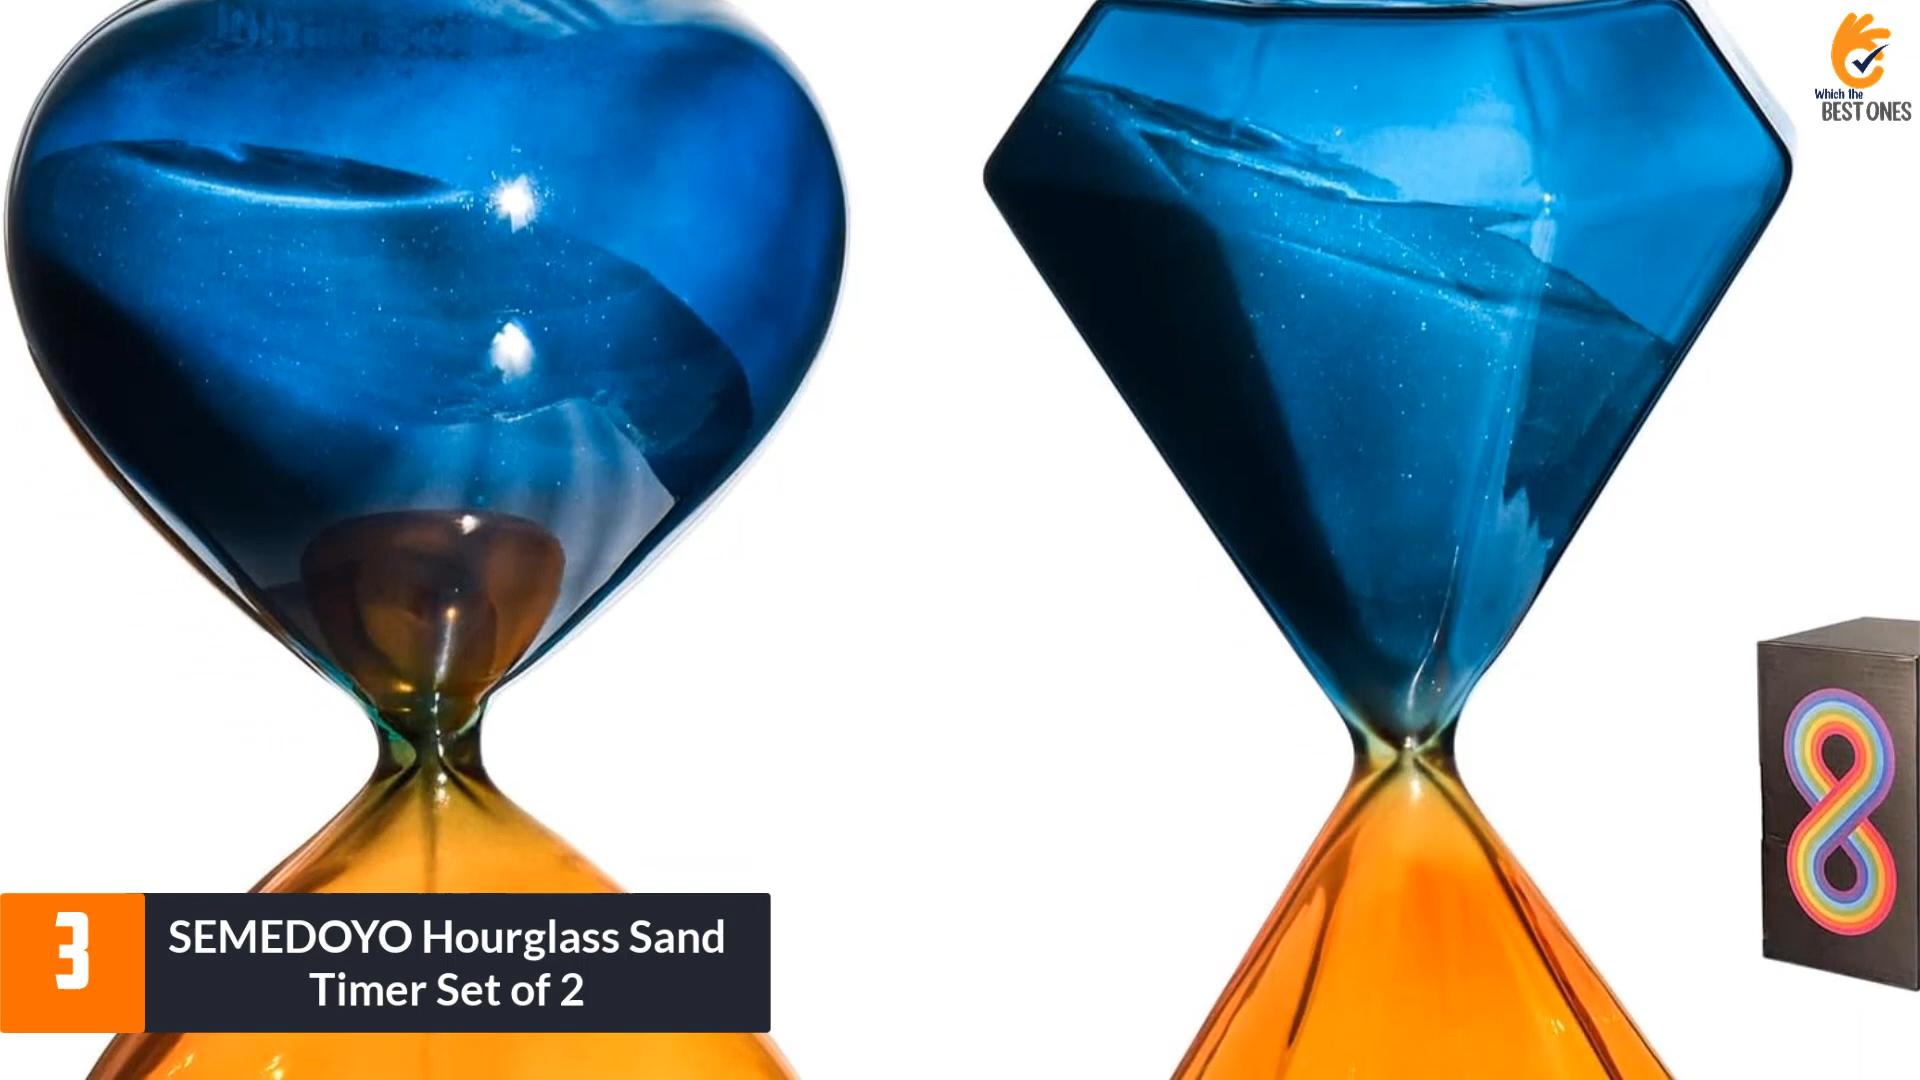 Which the
BEST ONES
3
SEMEDOYO Hourglass Sand
Timer Set of 2